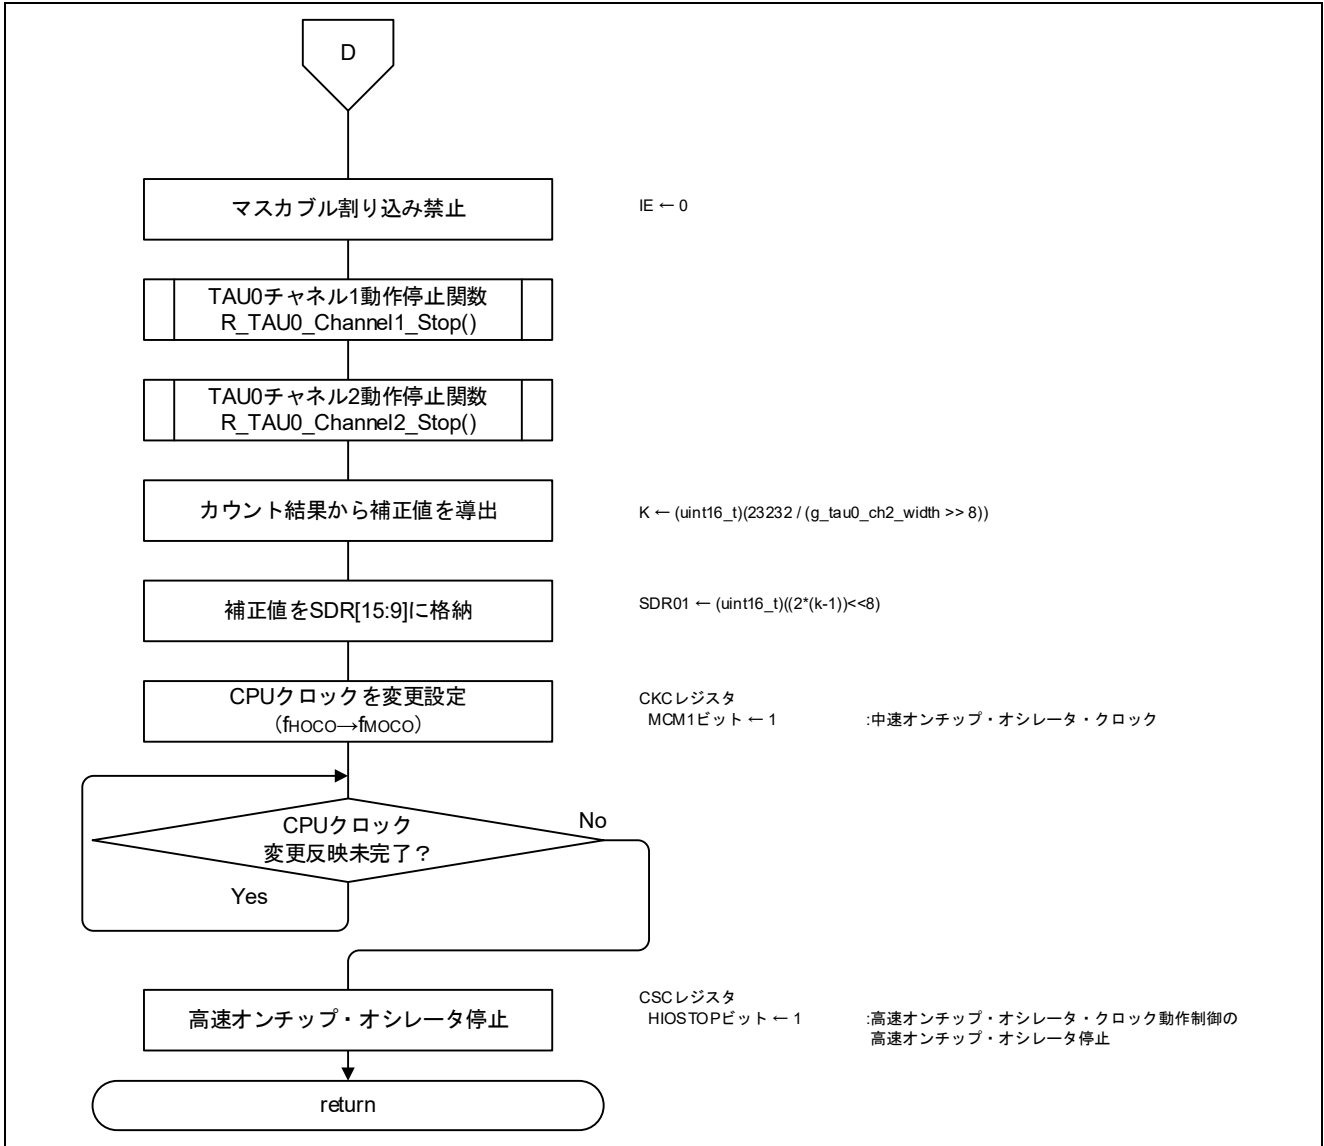 D
マスカブル割り込み禁止
IE ← 0
TAU0チャネル1動作停止関数
R_TAU0_Channel1_Stop()
TAU0チャネル2動作停止関数
R_TAU0_Channel2_Stop()
カウント結果から補正値を導出
K ← (uint16_t)(23232 / (g_tau0_ch2_width >> 8))
補正値をSDR[15:9]に格納
SDR01 ← (uint16_t)((2*(k-1))<<8)
CPUクロックを変更設定
（fHOCO→fMOCO）
CKCレジスタ
MCM1ビット ← 1 :中速オンチップ・オシレータ・クロック
CPUクロック
変更反映未完了？
No
Yes
高速オンチップ・オシレータ停止
CSCレジスタ
HIOSTOPビット ← 1 :高速オンチップ・オシレータ・クロック動作制御の
高速オンチップ・オシレータ停止
return